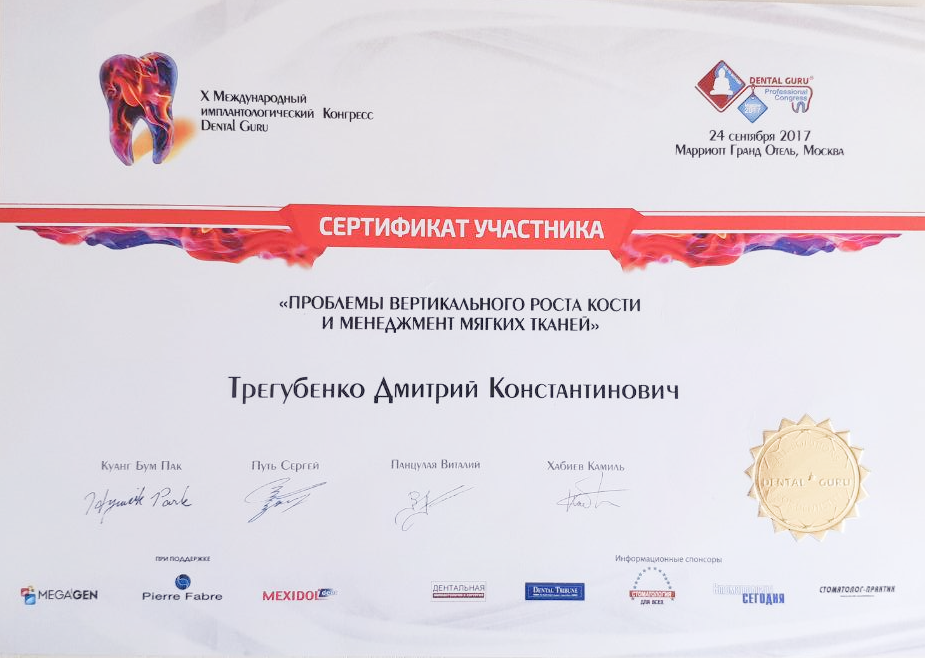 X Международный
имплантологический Конгресс
Dental Guru
DENTAL GURU®
Professional
Congress
2017
24 сентября 2017
Марриотт Гранд Отель, Москва
СЕРТИФИКАТ УЧАСТНИКА
«ПРОБЛЕМЫ ВЕРТИКАЛЬНОГО РОСТА КОСТИ
И МЕНЕДЖМЕНТ МЯГКИХ ТКАНЕЙ»
Трегубенко Дмитрий Константинович
Куанг Бум Пак
Путь Сергей
Панцулая Виталий
Хабиев Камиль
Park
DENTAL GURU
ПРИ ПОДДЕРЖКЕ
Информационные спонсоры
MEGAGEN
Pierre Fabre
MEXIDOL
ДЕНТАЛЬНАЯ
DENTAL TRIBUNE
СТОМАТОЛОГИЯ
ДЛЯ ВСЕХ
СЕГОДНЯ
СТОМАТОЛОГ-ПРАКТИК